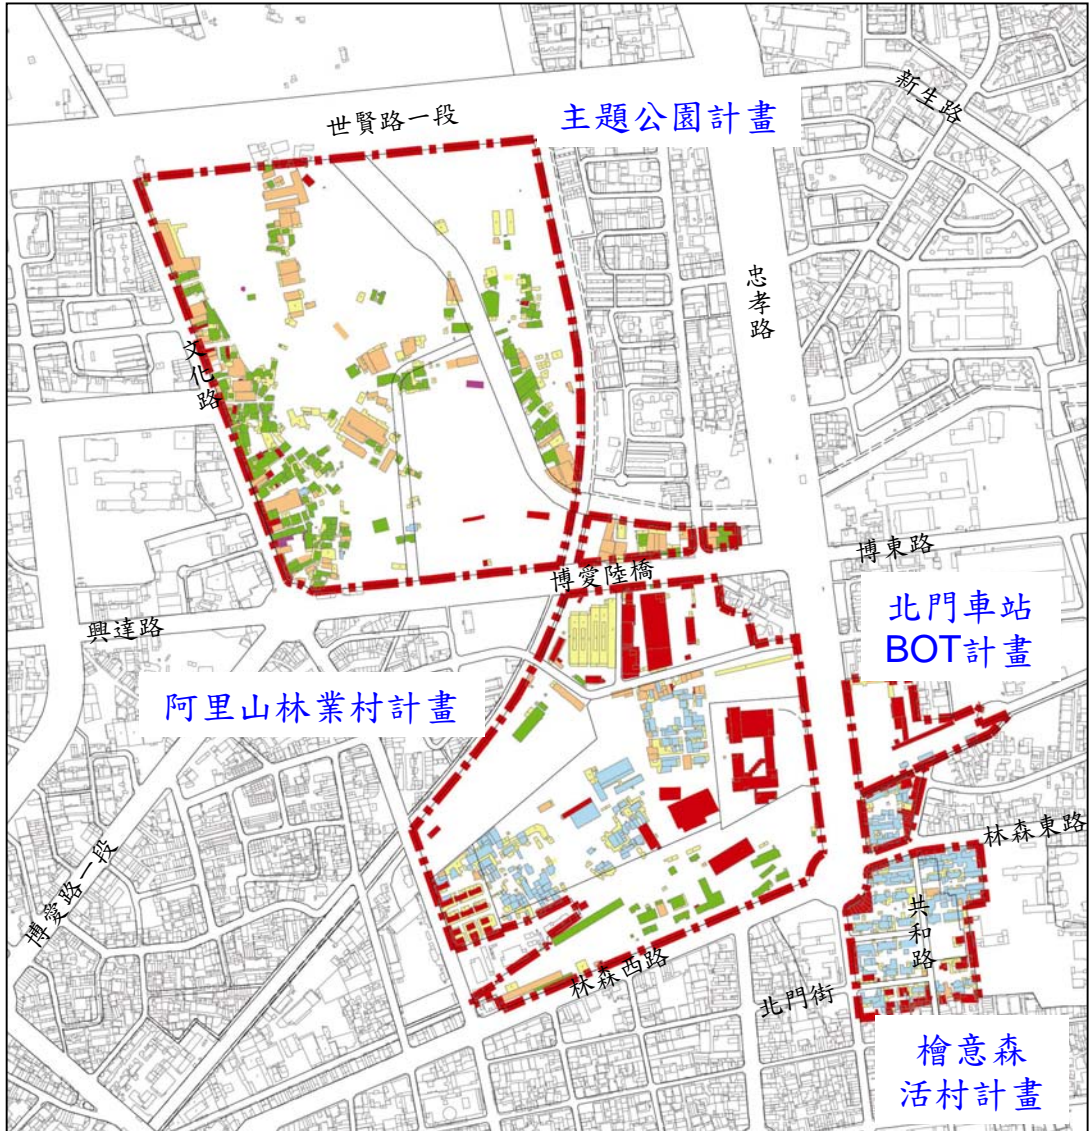 新生路
世賢路一段
主題公園計畫
忠孝路
文化路
博東路
博愛陸橋
北門車站
BOT計畫
興達路
阿里山林業村計畫
林森東路
博愛路一段
共和路
林森西路
北門街
檜意森
活村計畫